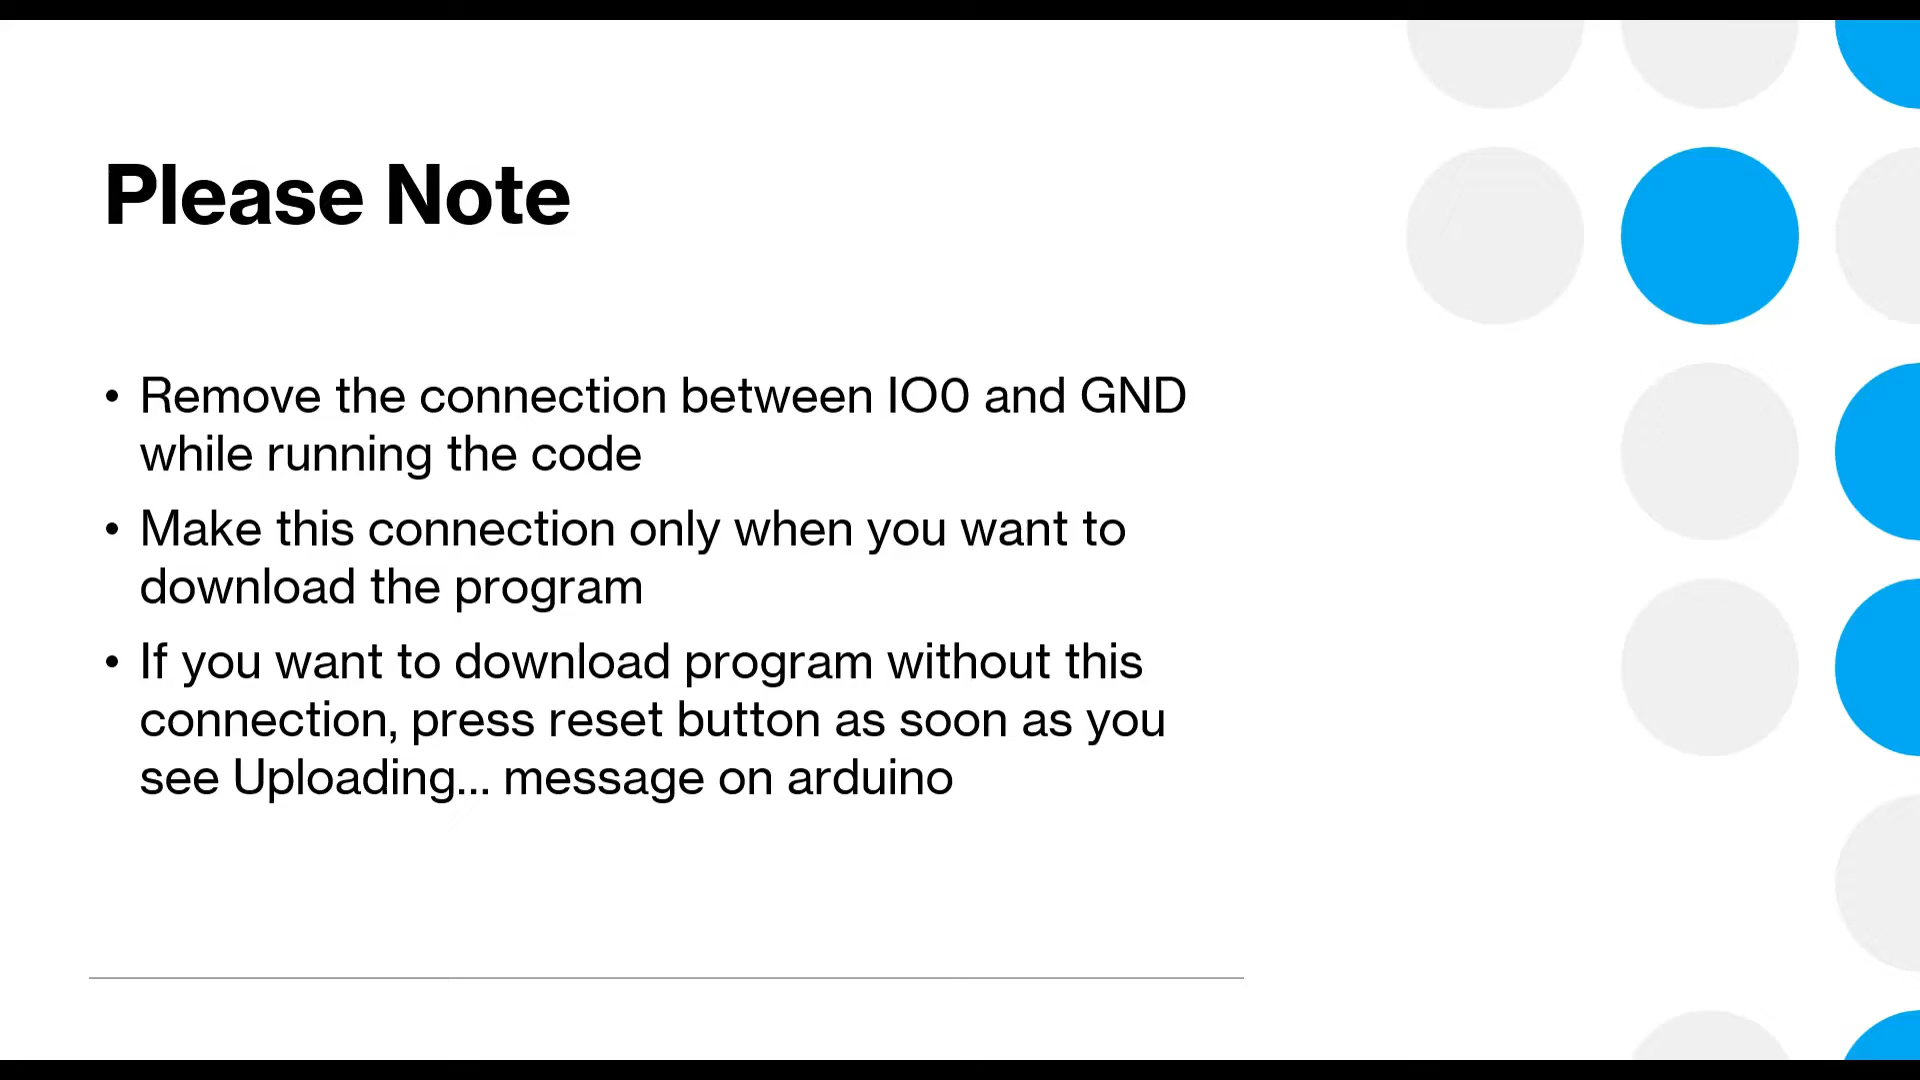 Please Note
• Remove the connection between IO0 and GND
while running the code
• Make this connection only when you want to
download the program
• If you want to download program without this
connection, press reset button as soon as you
see Uploading... message on arduino